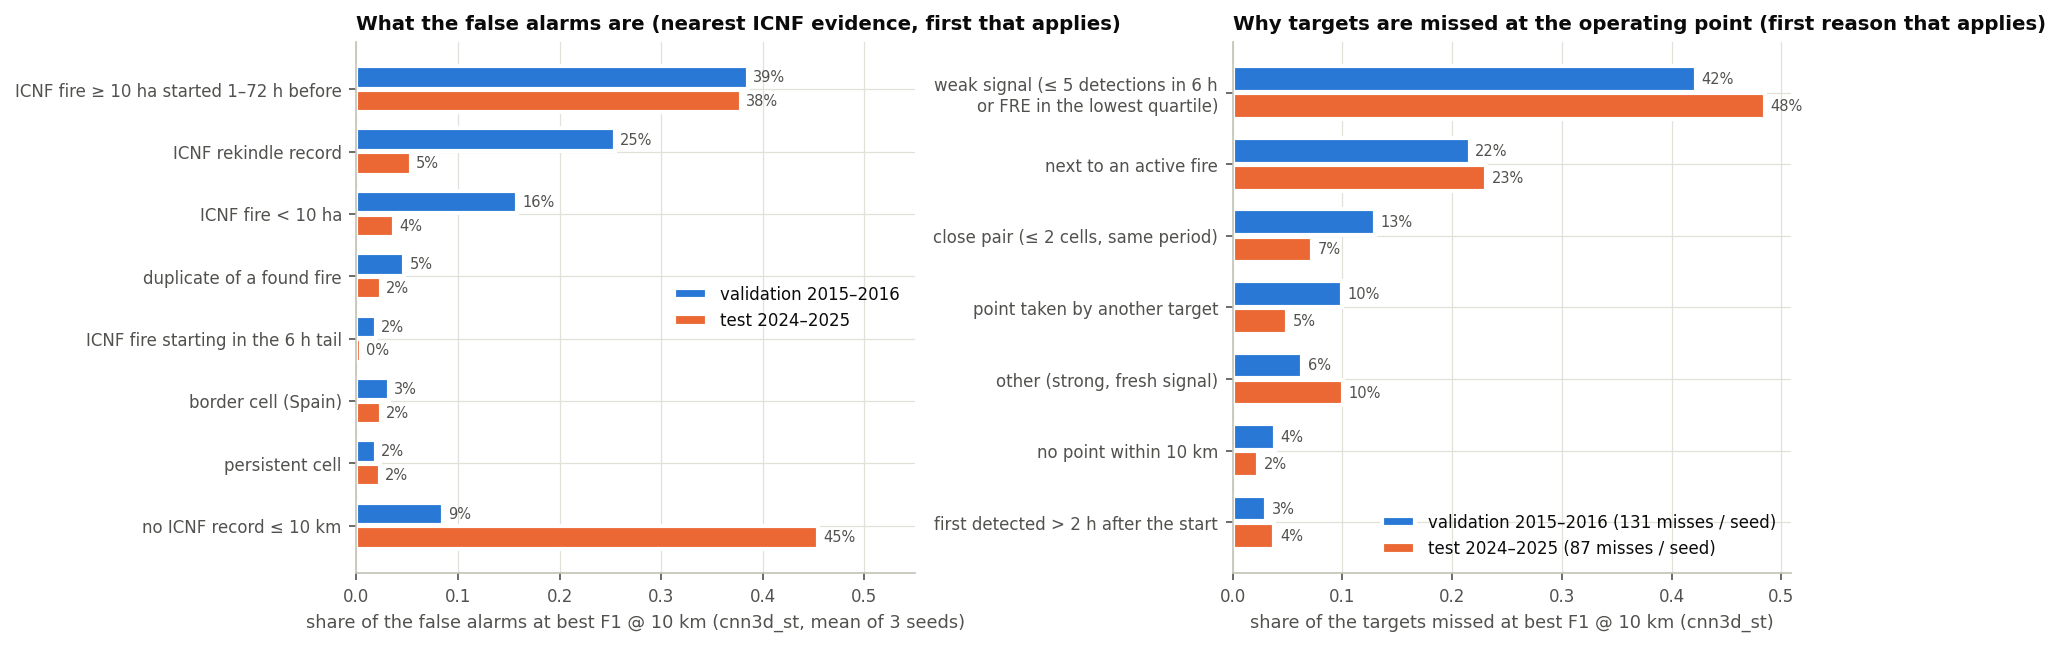 What the false alarms are (nearest ICNF evidence, first that applies)
ICNF fire ≥ 10 ha started 1–72 h before
39%
38%
ICNF rekindle record
25%
5%
ICNF fire < 10 ha
16%
4%
duplicate of a found fire
5%
2%
ICNF fire starting in the 6 h tail
2%
0%
border cell (Spain)
3%
2%
persistent cell
2%
2%
no ICNF record ≤ 10 km
9%
45%
validation 2015–2016
test 2024–2025
0.0 0.1 0.2 0.3 0.4 0.5
share of the false alarms at best F1 @ 10 km (cnn3d_st, mean of 3 seeds)
Why targets are missed at the operating point (first reason that applies)
weak signal (≤ 5 detections in 6 h
or FRE in the lowest quartile)
42%
48%
next to an active fire
22%
23%
close pair (≤ 2 cells, same period)
13%
7%
point taken by another target
10%
5%
other (strong, fresh signal)
6%
10%
no point within 10 km
4%
2%
first detected > 2 h after the start
3%
4%
validation 2015–2016 (131 misses / seed)
test 2024–2025 (87 misses / seed)
0.0 0.1 0.2 0.3 0.4 0.5
share of the targets missed at best F1 @ 10 km (cnn3d_st)